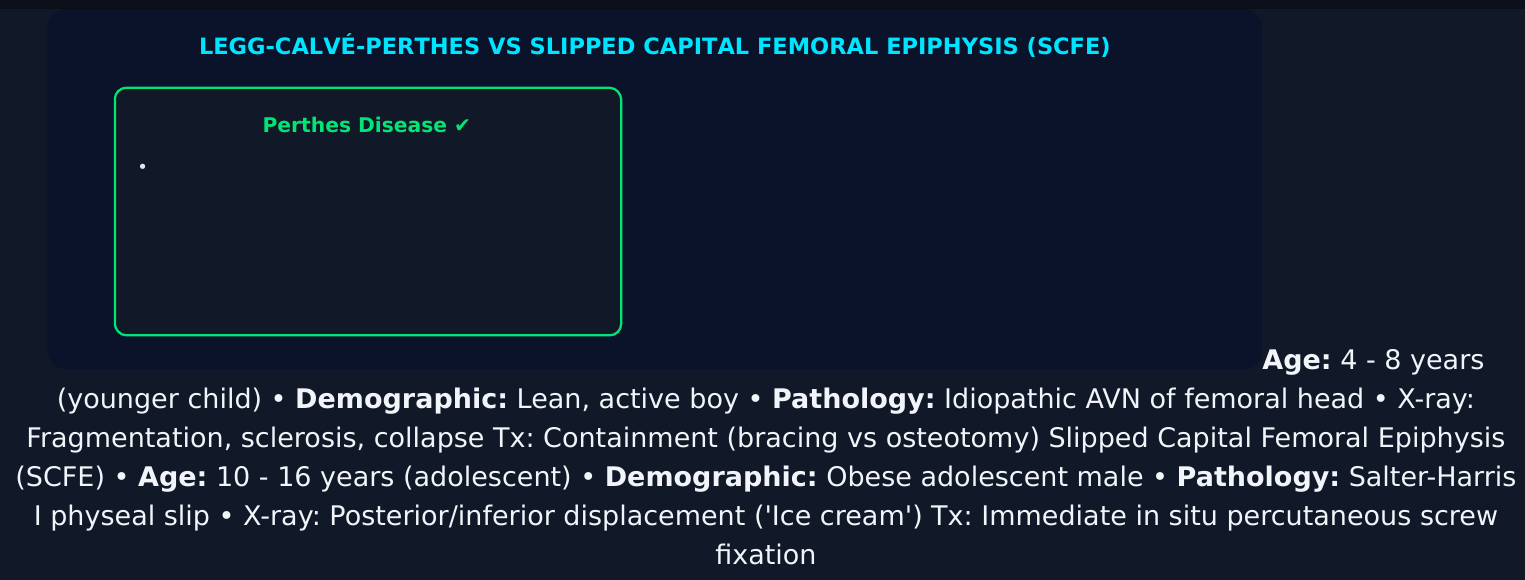 LEGG-CALVÉ-PERTHES VS SLIPPED CAPITAL FEMORAL EPIPHYSIS (SCFE)
Perthes Disease ✔
•
Age: 4 - 8 years
(younger child) • Demographic: Lean, active boy • Pathology: Idiopathic AVN of femoral head • X-ray:
Fragmentation, sclerosis, collapse Tx: Containment (bracing vs osteotomy) Slipped Capital Femoral Epiphysis
(SCFE) • Age: 10 - 16 years (adolescent) • Demographic: Obese adolescent male • Pathology: Salter-Harris
I physeal slip • X-ray: Posterior/inferior displacement ('Ice cream') Tx: Immediate in situ percutaneous screw
fixation